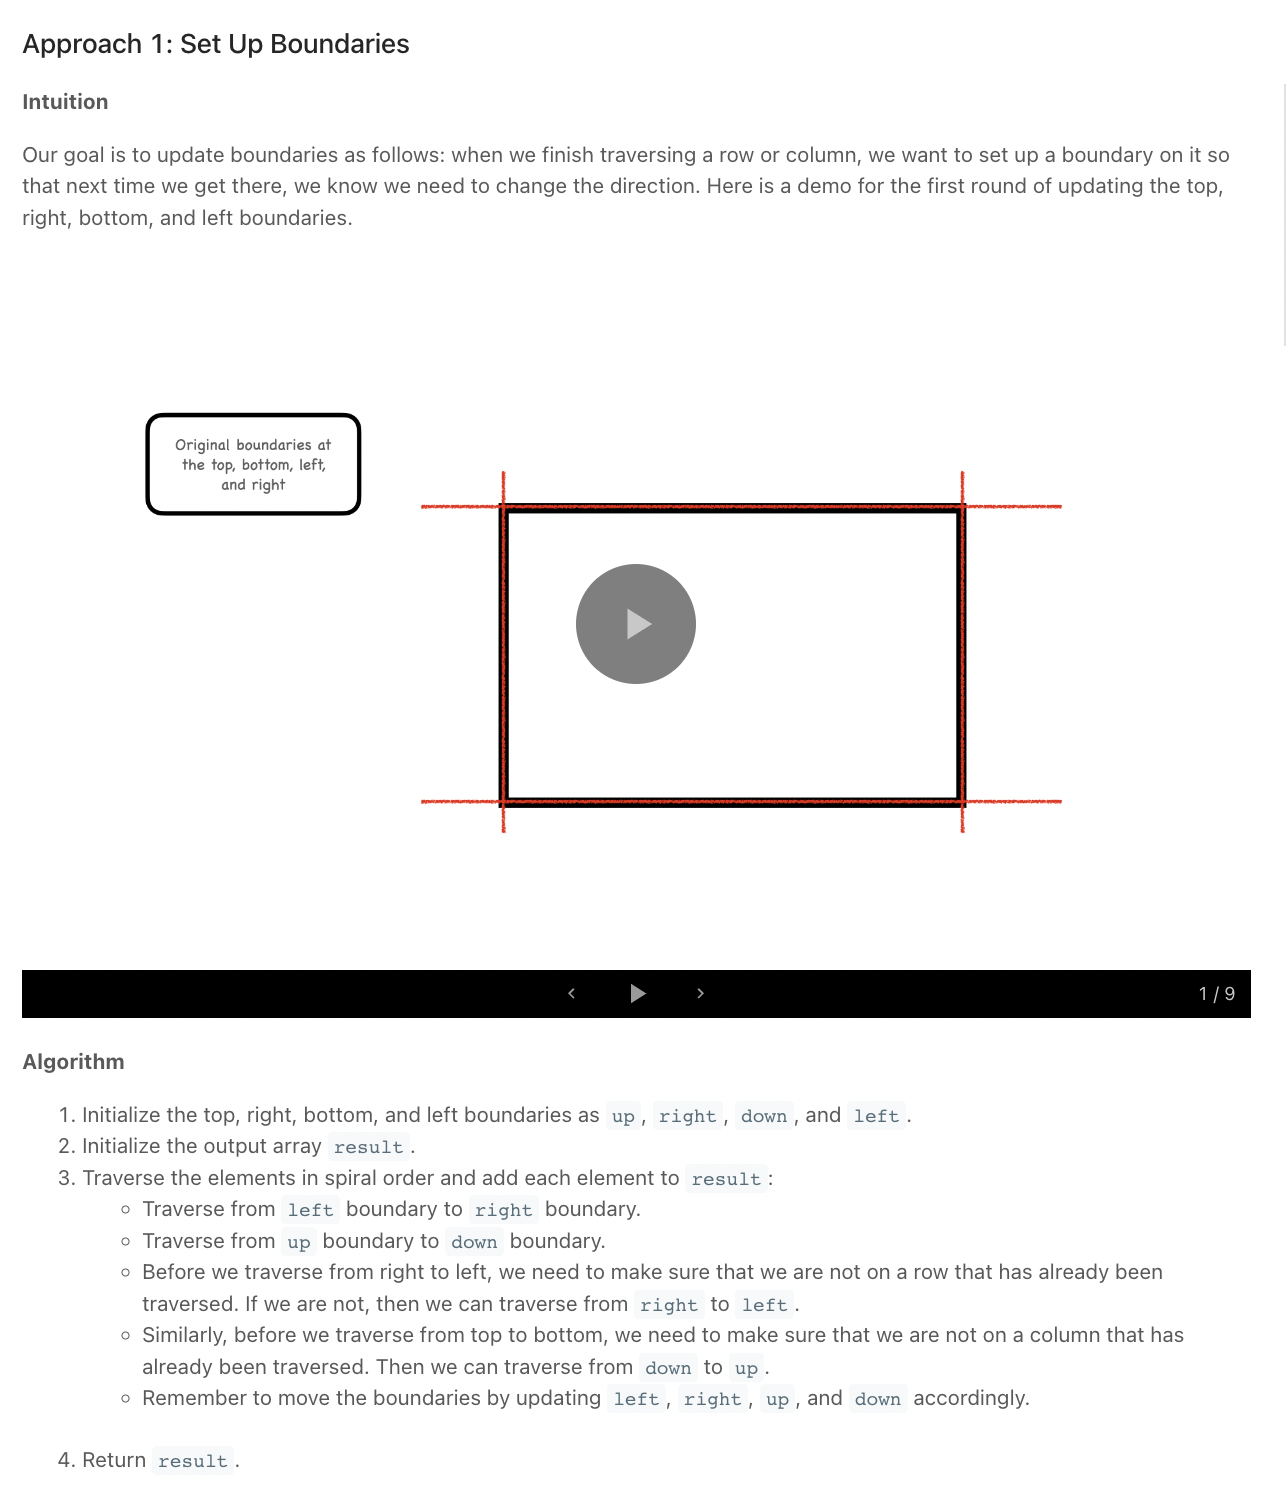 Approach 1: Set Up Boundaries
Intuition
Our goal is to update boundaries as follows: when we finish traversing a row or column, we want to set up a boundary on it so
that next time we get there, we know we need to change the direction. Here is a demo for the first round of updating the top,
right, bottom, and left boundaries.
Original boundaries at
the top, bottom, left,
and right
1 / 9
Algorithm
1. Initialize the top, right, bottom, and left boundaries as up, right, down, and left.
2. Initialize the output array result.
3. Traverse the elements in spiral order and add each element to result:
◦ Traverse from left boundary to right boundary.
◦ Traverse from up boundary to down boundary.
◦ Before we traverse from right to left, we need to make sure that we are not on a row that has already been
traversed. If we are not, then we can traverse from right to left.
◦ Similarly, before we traverse from top to bottom, we need to make sure that we are not on a column that has
already been traversed. Then we can traverse from down to up.
◦ Remember to move the boundaries by updating left, right, up, and down accordingly.
4. Return result.